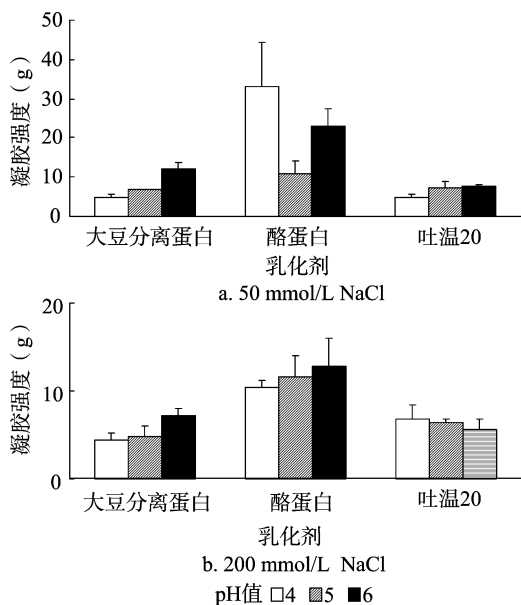 凝胶强度（g）
50
40
30
20
10
0
大豆分离蛋白 酪蛋白 吐温20
乳化剂
a. 50 mmol/L NaCl
凝胶强度（g）
20
10
0
大豆分离蛋白 酪蛋白 吐温20
乳化剂
b. 200 mmol/L NaCl
pH值 4 5 6